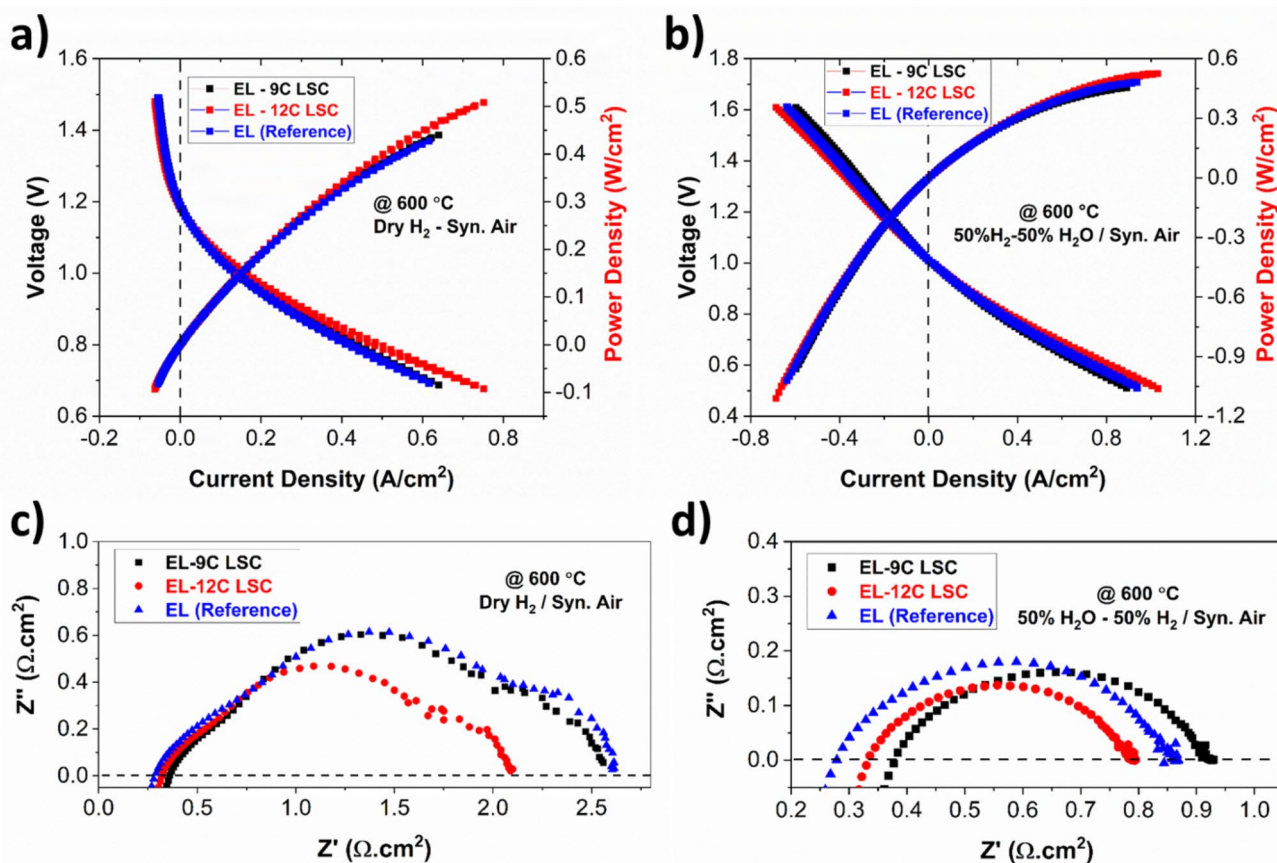 a)
EL - 9C LSC
EL - 12C LSC
EL (Reference)
@ 600 °C
Dry H₂ - Syn. Air
Voltage (V)
1.6
1.4
1.2
1.0
0.8
0.6
Power Density (W/cm²)
0.6
0.5
0.4
0.3
0.2
0.1
0.0
-0.1
-0.2
0.0
0.2
0.4
0.6
0.8
Current Density (A/cm²)
b)
EL - 9C LSC
EL - 12C LSC
EL (Reference)
@ 600 °C
50%H₂-50% H₂O / Syn. Air
Voltage (V)
1.8
1.6
1.4
1.2
1.0
0.8
0.6
0.4
Power Density (W/cm²)
0.6
0.3
0.0
-0.3
-0.6
-0.9
-1.2
-0.8
-0.4
0.0
0.4
0.8
1.2
Current Density (A/cm²)
c)
EL-9C LSC
EL-12C LSC
EL (Reference)
@ 600 °C
Dry H₂ / Syn. Air
Z'' (Ω.cm²)
1.0
0.8
0.6
0.4
0.2
0.0
0.0
0.5
1.0
1.5
2.0
2.5
Z' (Ω.cm²)
d)
EL-9C LSC
EL-12C LSC
EL (Reference)
@ 600 °C
50% H₂O - 50% H₂ / Syn. Air
Z'' (Ω.cm²)
0.4
0.3
0.2
0.1
0.0
0.2
0.3
0.4
0.5
0.6
0.7
0.8
0.9
1.0
Z' (Ω.cm²)